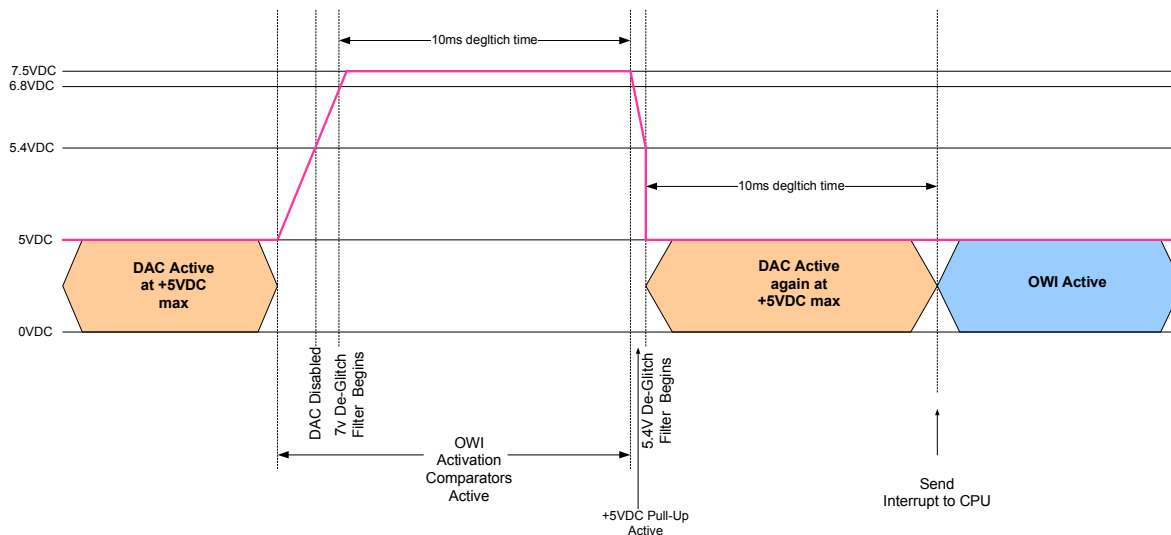 10ms degltich time
7.5VDC
6.8VDC
5.4VDC
10ms degltich time
5VDC
DAC Active
at +5VDC
max
DAC Active
again at
+5VDC max
OWI Active
0VDC
DAC Disabled
7v De-Glitch
Filter Begins
5.4V De-Glitch
Filter Begins
OWI
Activation
Comparators
Active
+5VDC Pull-Up
Active
Send
Interrupt to CPU